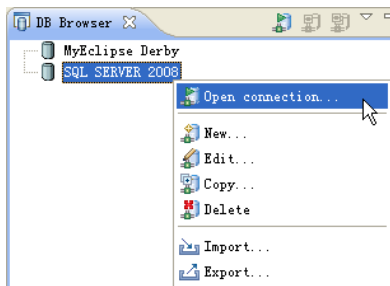 DB Browser
MyEclipse Derby
SQL SERVER 2008
Open connection...
New...
Edit...
Copy...
Delete
Import...
Export...